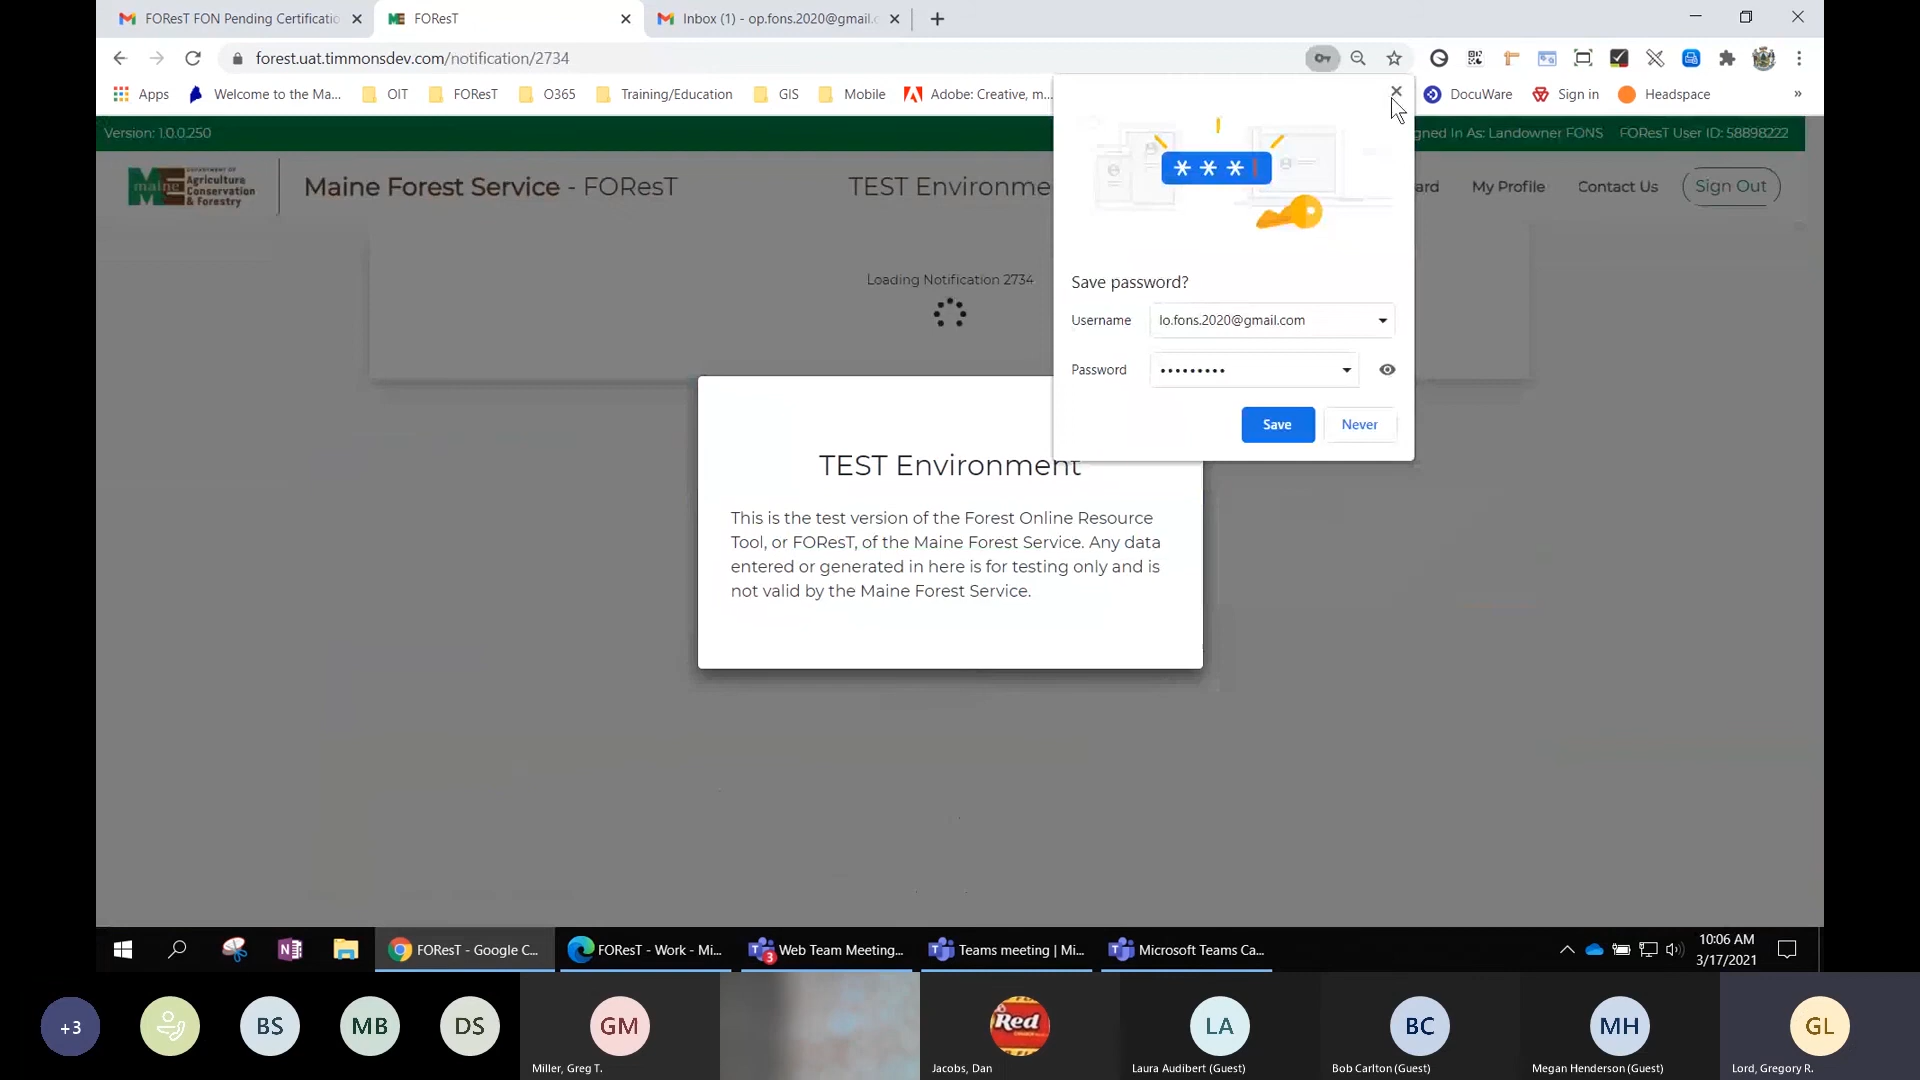 FOResT FON Pending Certificatio
FOResT
Inbox (1) - op.fons.2020@gmail.c
forest.uat.timmonsdev.com/notification/2734
Apps
Welcome to the Ma...
OIT
FOResT
O365
Training/Education
GIS
Mobile
Adobe: Creative, m...
DocuWare
Sign in
Headspace
»
Version: 1.0.0.250
gned In As: Landowner FONS
FOResT User ID: 58898222
maine
DEPARTMENT OF
Agriculture
Conservation
& Forestry
Maine Forest Service - FOResT
TEST Environme
ard
My Profile
Contact Us
Sign Out
Loading Notification 2734
* * *
Save password?
Username
lo.fons.2020@gmail.com
Password
•••••••••
Save
Never
TEST Environment
This is the test version of the Forest Online Resource
Tool, or FOResT, of the Maine Forest Service. Any data
entered or generated in here is for testing only and is
not valid by the Maine Forest Service.
FOResT - Google C...
FOResT - Work - Mi...
3
Web Team Meeting...
Teams meeting | Mi...
Microsoft Teams Ca...
10:06 AM
3/17/2021
+3
BS
MB
DS
GM
Miller, Greg T.
Red
Jacobs, Dan
LA
Laura Audibert (Guest)
BC
Bob Carlton (Guest)
MH
Megan Henderson (Guest)
GL
Lord, Gregory R.